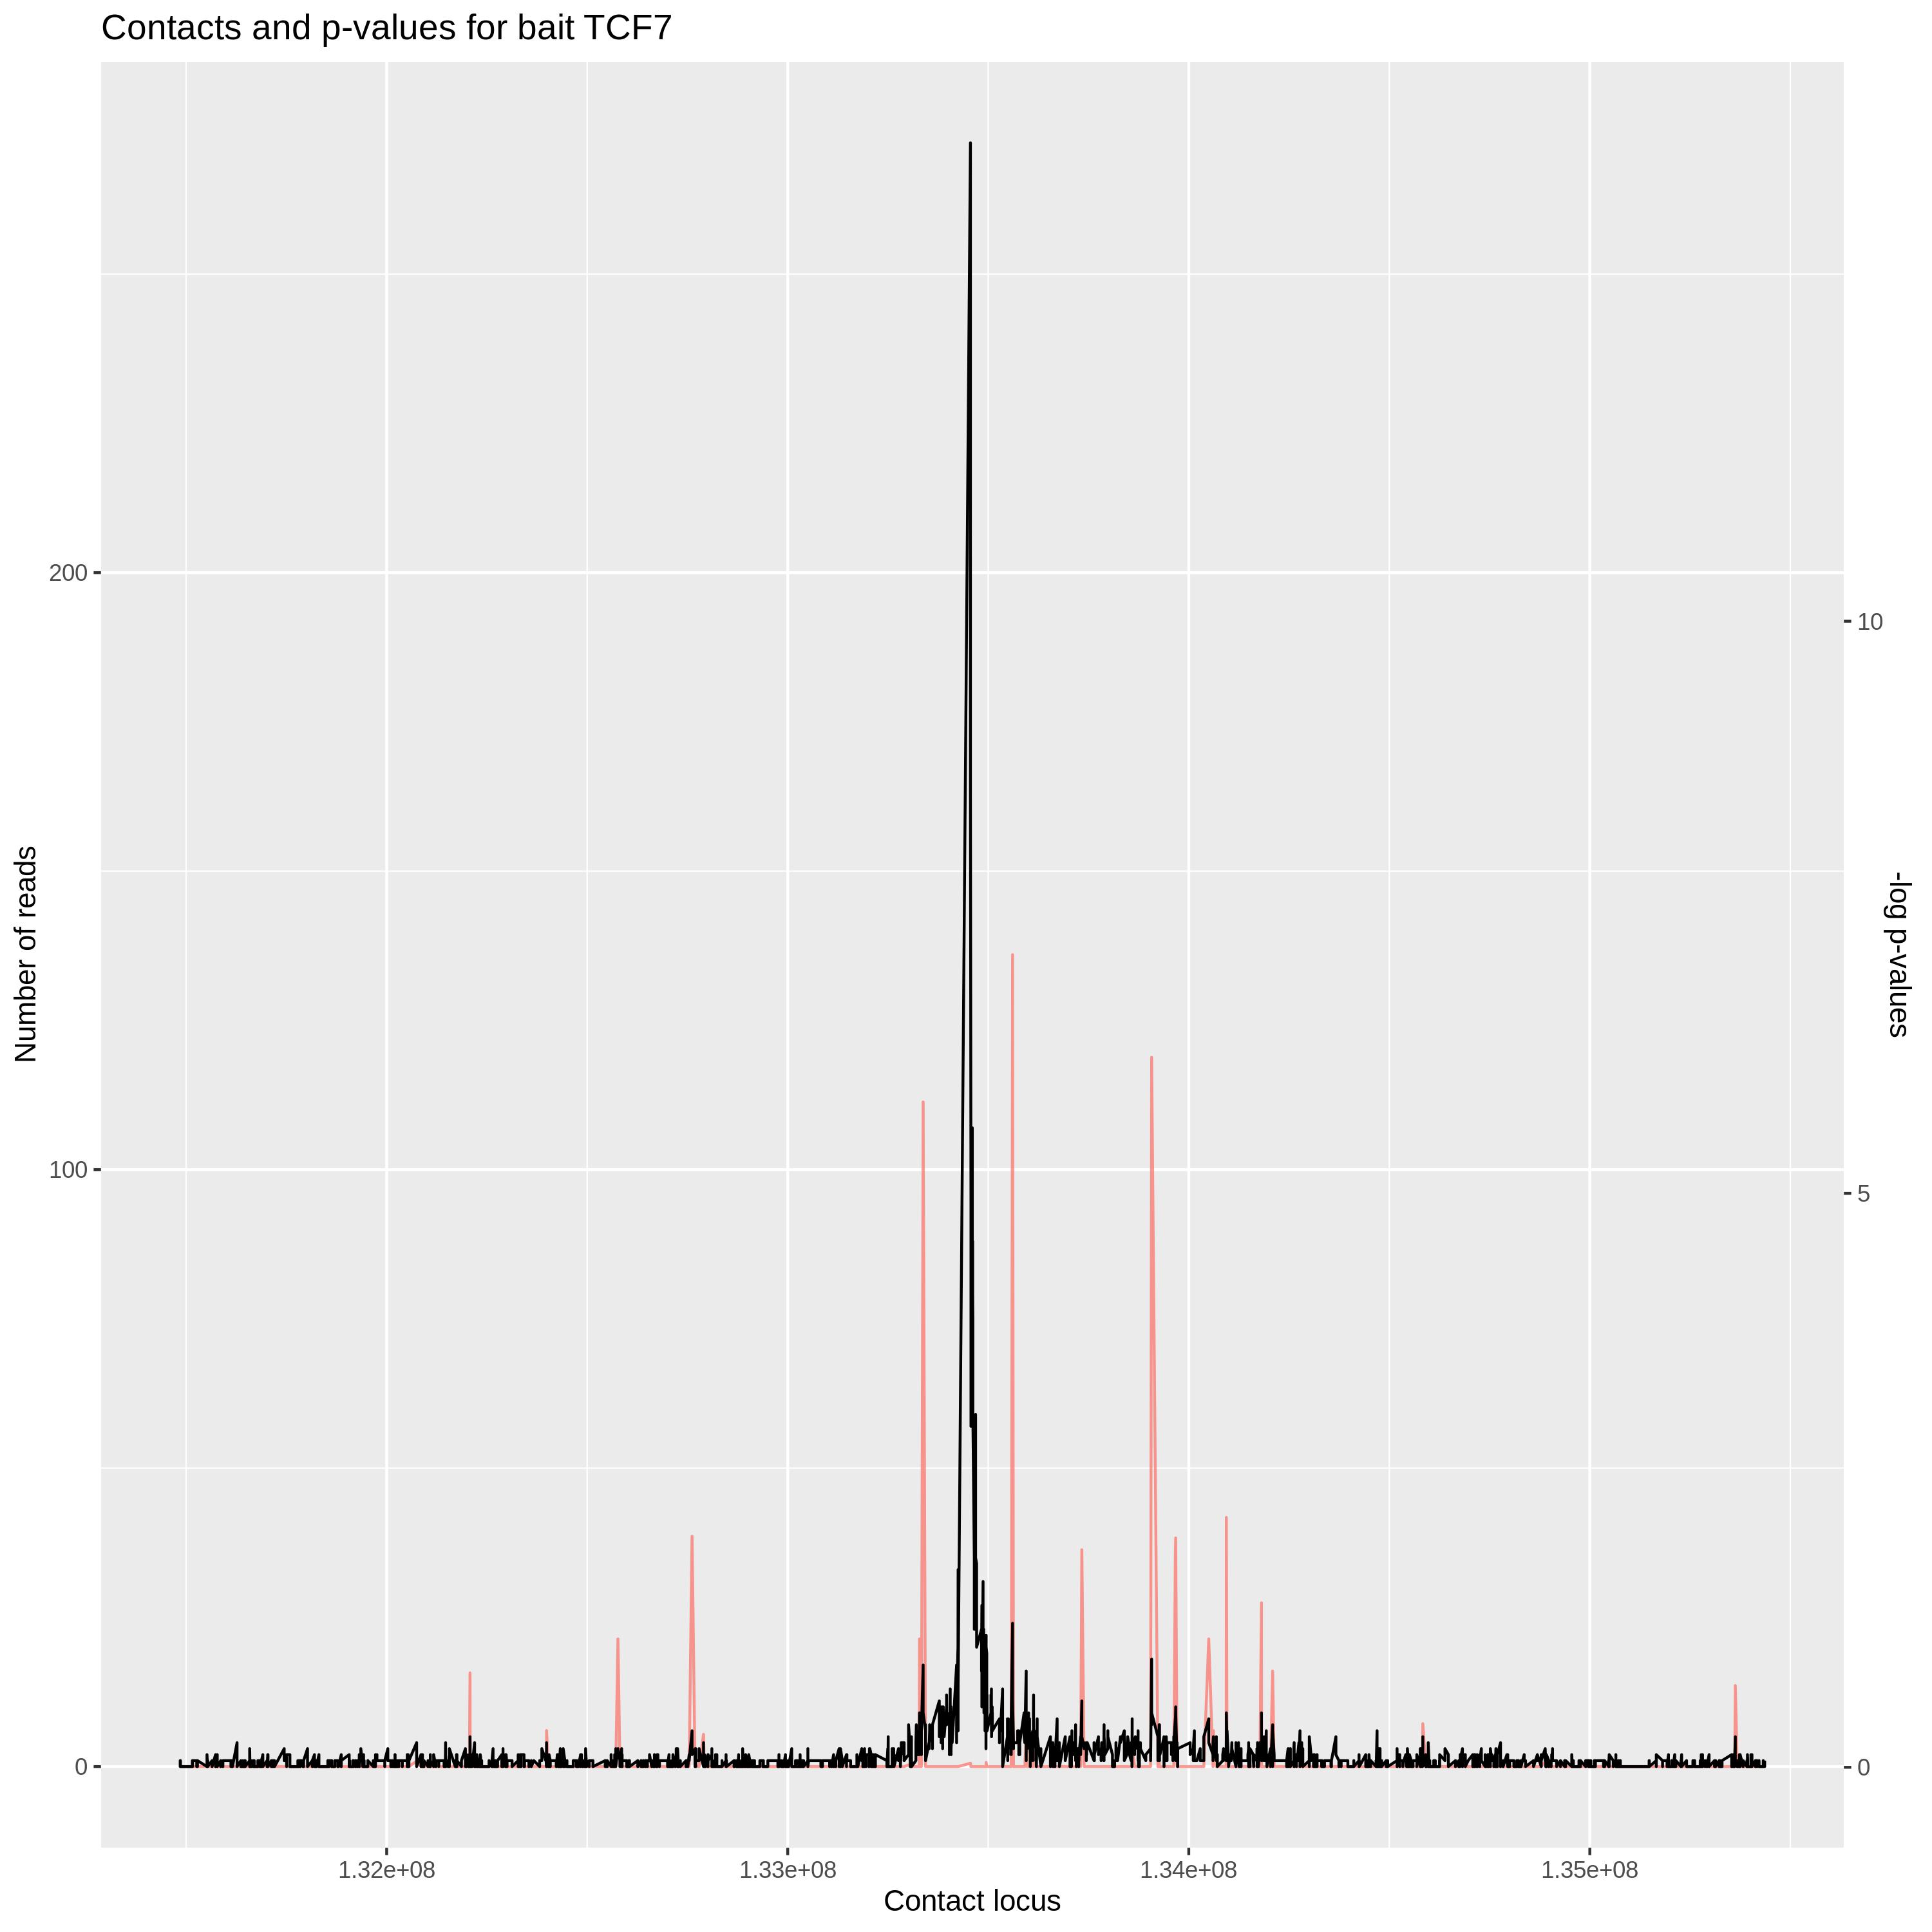 Contacts and p-values for bait TCF7
Number of reads
200
100
0
10
5
0
-log p-values
1.32e+08
1.33e+08
1.34e+08
1.35e+08
Contact locus